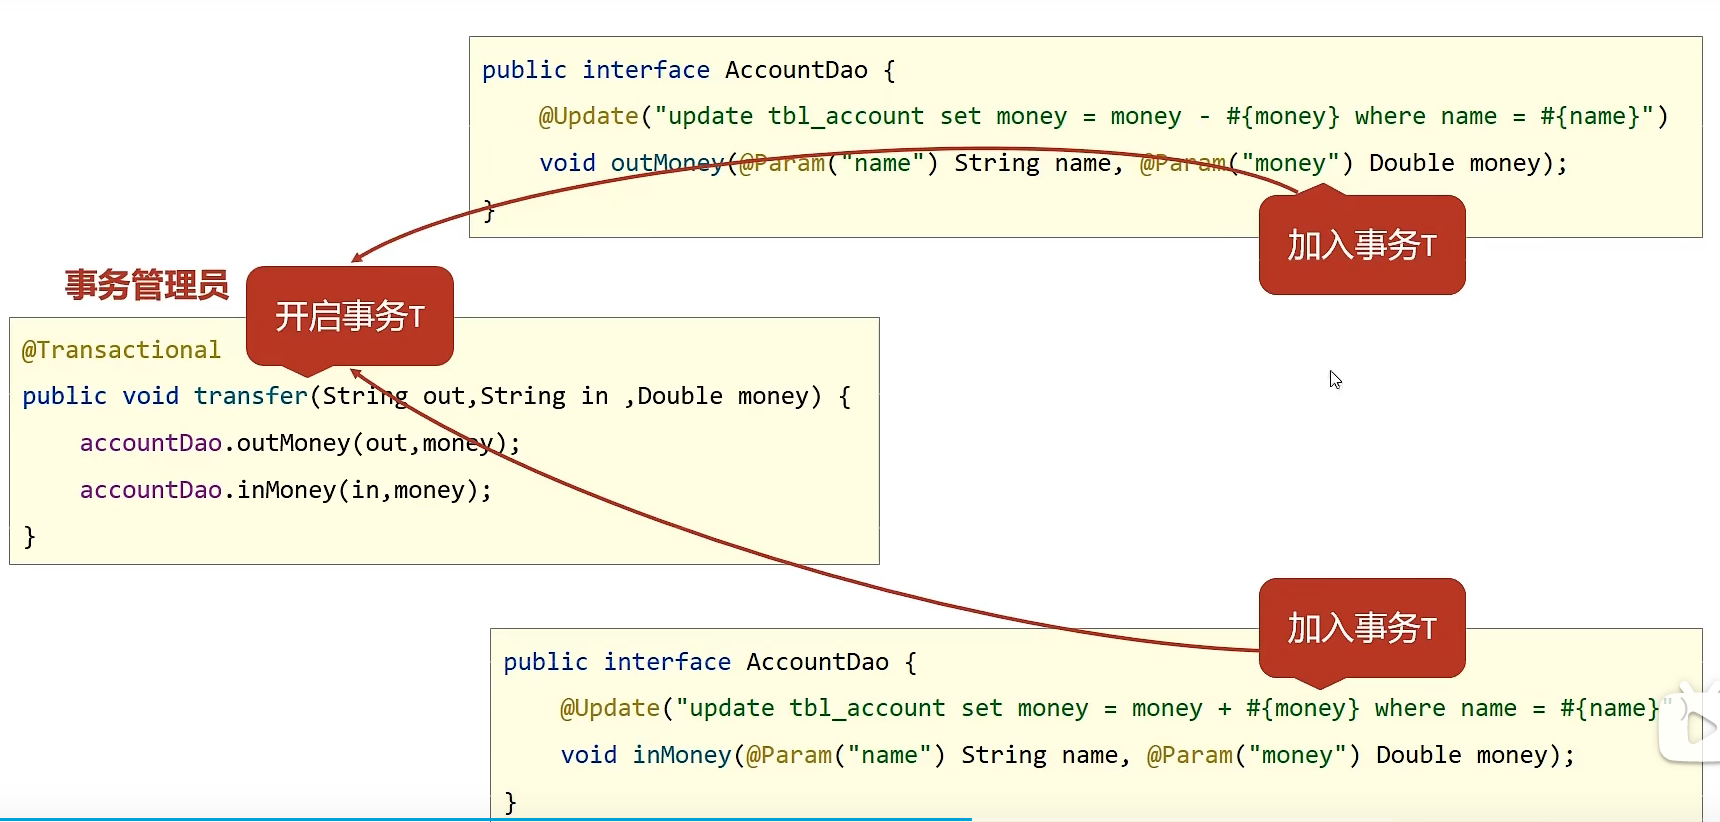 public interface AccountDao {
@Update("update tbl_account set money = money - #{money} where name = #{name}")
void outMoney(@Param("name") String name, @Param("money") Double money);
}
加入事务T
事务管理员
开启事务T
@Transactional
public void transfer(String out,String in ,Double money) {
accountDao.outMoney(out,money);
accountDao.inMoney(in,money);
}
加入事务T
public interface AccountDao {
@Update("update tbl_account set money = money + #{money} where name = #{name}")
void inMoney(@Param("name") String name, @Param("money") Double money);
}